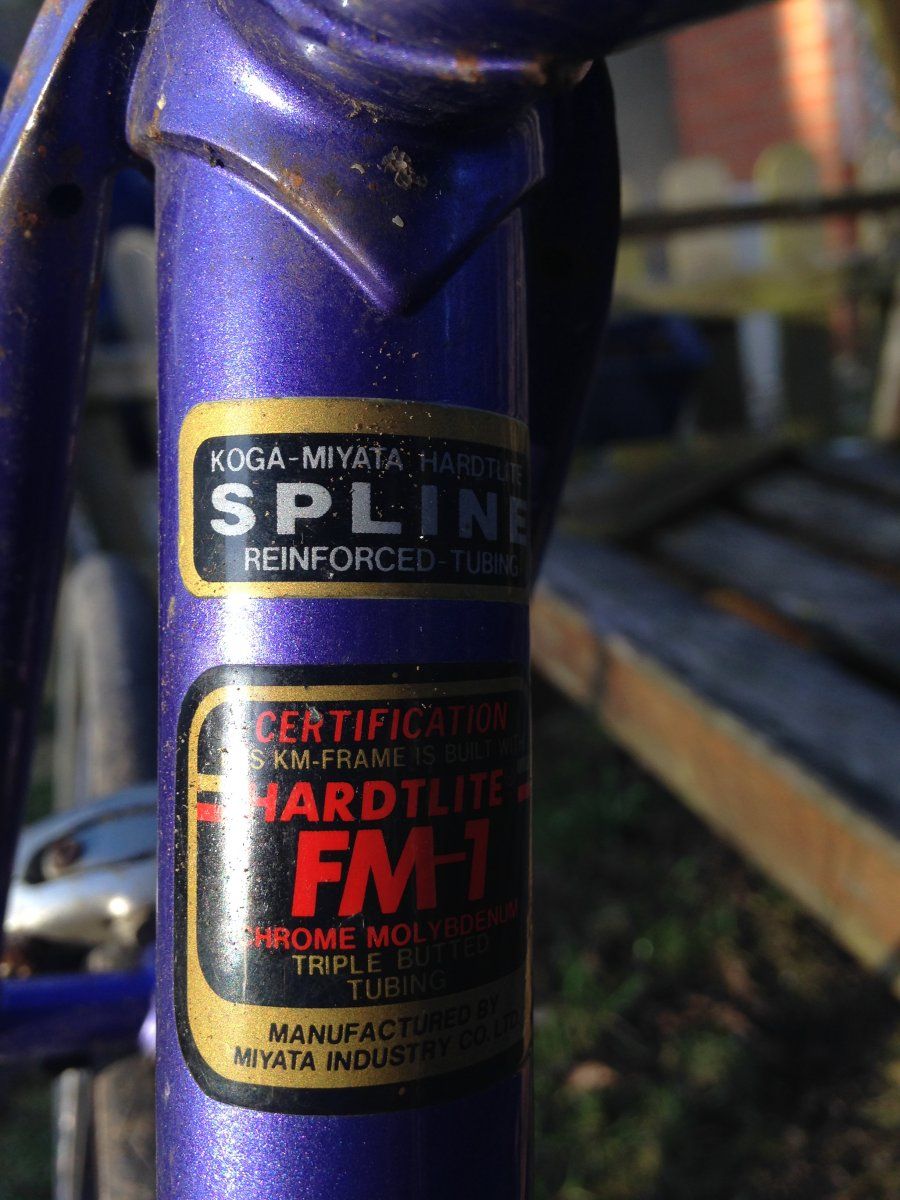 KOGA-MIYATA HARDTLITE
SPLINE
REINFORCED-TUBING
CERTIFICATION
S KM-FRAME IS BUILT WITH
HARDTLITE
FM-1
CHROME MOLYBDENUM
TRIPLE BUTTED
TUBING
MANUFACTURED BY
MIYATA INDUSTRY CO. LTD.